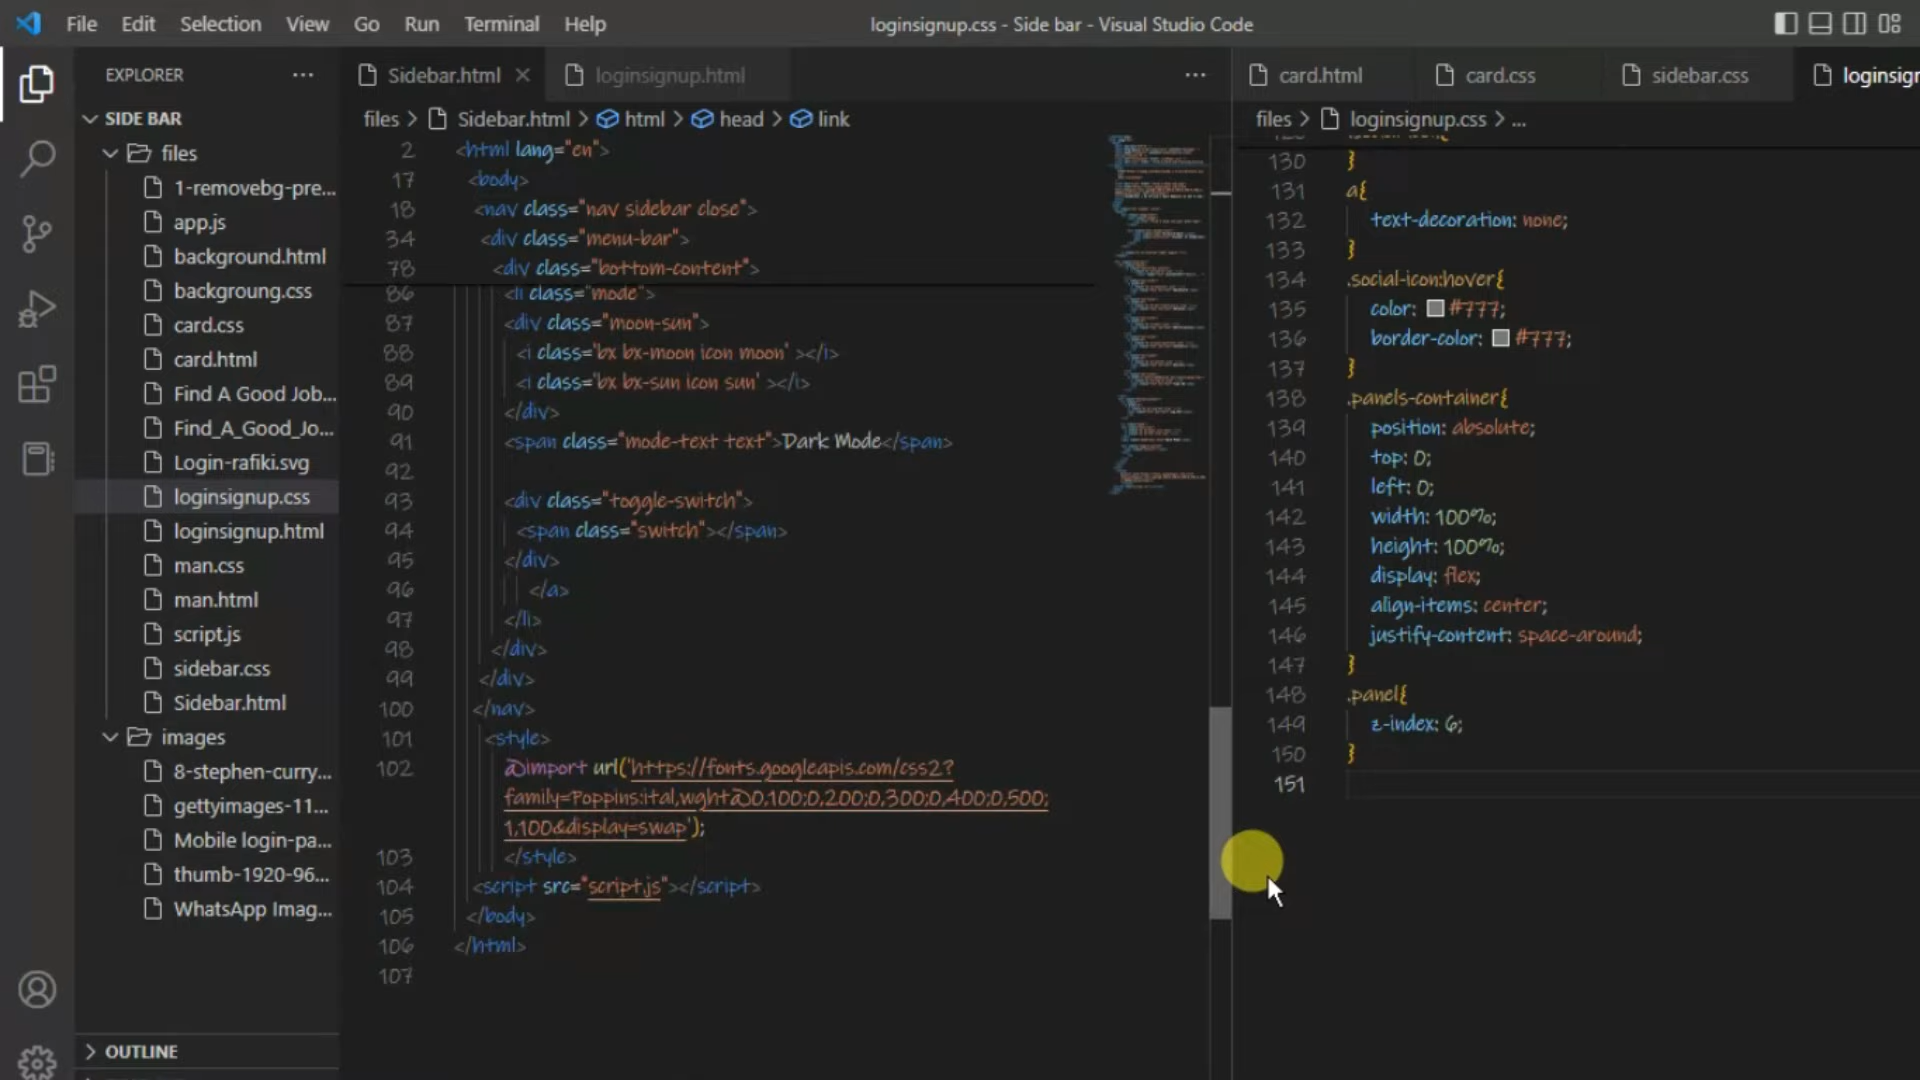 File Edit Selection View Go Run Terminal Help
loginsignup.css - Side bar - Visual Studio Code
EXPLORER
SIDE BAR
files
1-removebg-pre...
app.js
background.html
backgroung.css
card.css
card.html
Find A Good Job...
Find_A_Good_Jo...
Login-rafiki.svg
loginsignup.css
loginsignup.html
man.css
man.html
script.js
sidebar.css
Sidebar.html
images
8-stephen-curry...
gettyimages-11...
Mobile login-pa...
thumb-1920-96...
WhatsApp Imag...
OUTLINE
Sidebar.html loginsignup.html
files > Sidebar.html > html > head > link
2 <html lang="en">
17 <body>
18 <nav class="nav sidebar close">
34 <div class="menu-bar">
78 <div class="bottom-content">
86 <li class="mode">
87 <div class="moon-sun">
88 <i class='bx bx-moon icon moon' ></i>
89 <i class='bx bx-sun icon sun' ></i>
90 </div>
91 <span class="mode-text text">Dark Mode</span>
92
93 <div class="toggle-switch">
94 <span class="switch"></span>
95 </div>
96 </a>
97 </li>
98 </div>
99 </div>
100 </nav>
101 <style>
102 @import url('https://fonts.googleapis.com/css2?
family=Poppins:ital,wght@0,100;0,200;0,300;0,400;0,500;
1,100&display=swap');
103 </style>
104 <script src="script.js"></script>
105 </body>
106 </html>
107
card.html card.css sidebar.css loginsigr
files > loginsignup.css > ...
130 }
131 a{
132 text-decoration: none;
133 }
134 .social-icon:hover{
135 color: #777;
136 border-color: #777;
137 }
138 .panels-container{
139 position: absolute;
140 top: 0;
141 left: 0;
142 width: 100%;
143 height: 100%;
144 display: flex;
145 align-items: center;
146 justify-content: space-around;
147 }
148 .panel{
149 z-index: 6;
150 }
151